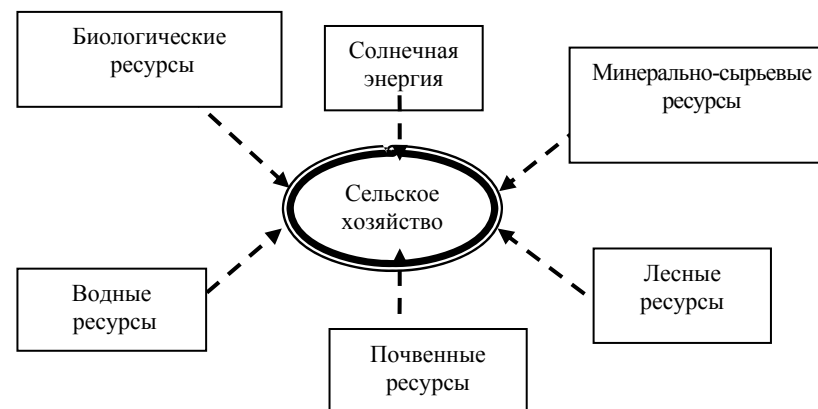 Биологические
ресурсы
Солнечная
энергия
Минерально-сырьевые
ресурсы
Сельское
хозяйство
Водные
ресурсы
Почвенные
ресурсы
Лесные
ресурсы